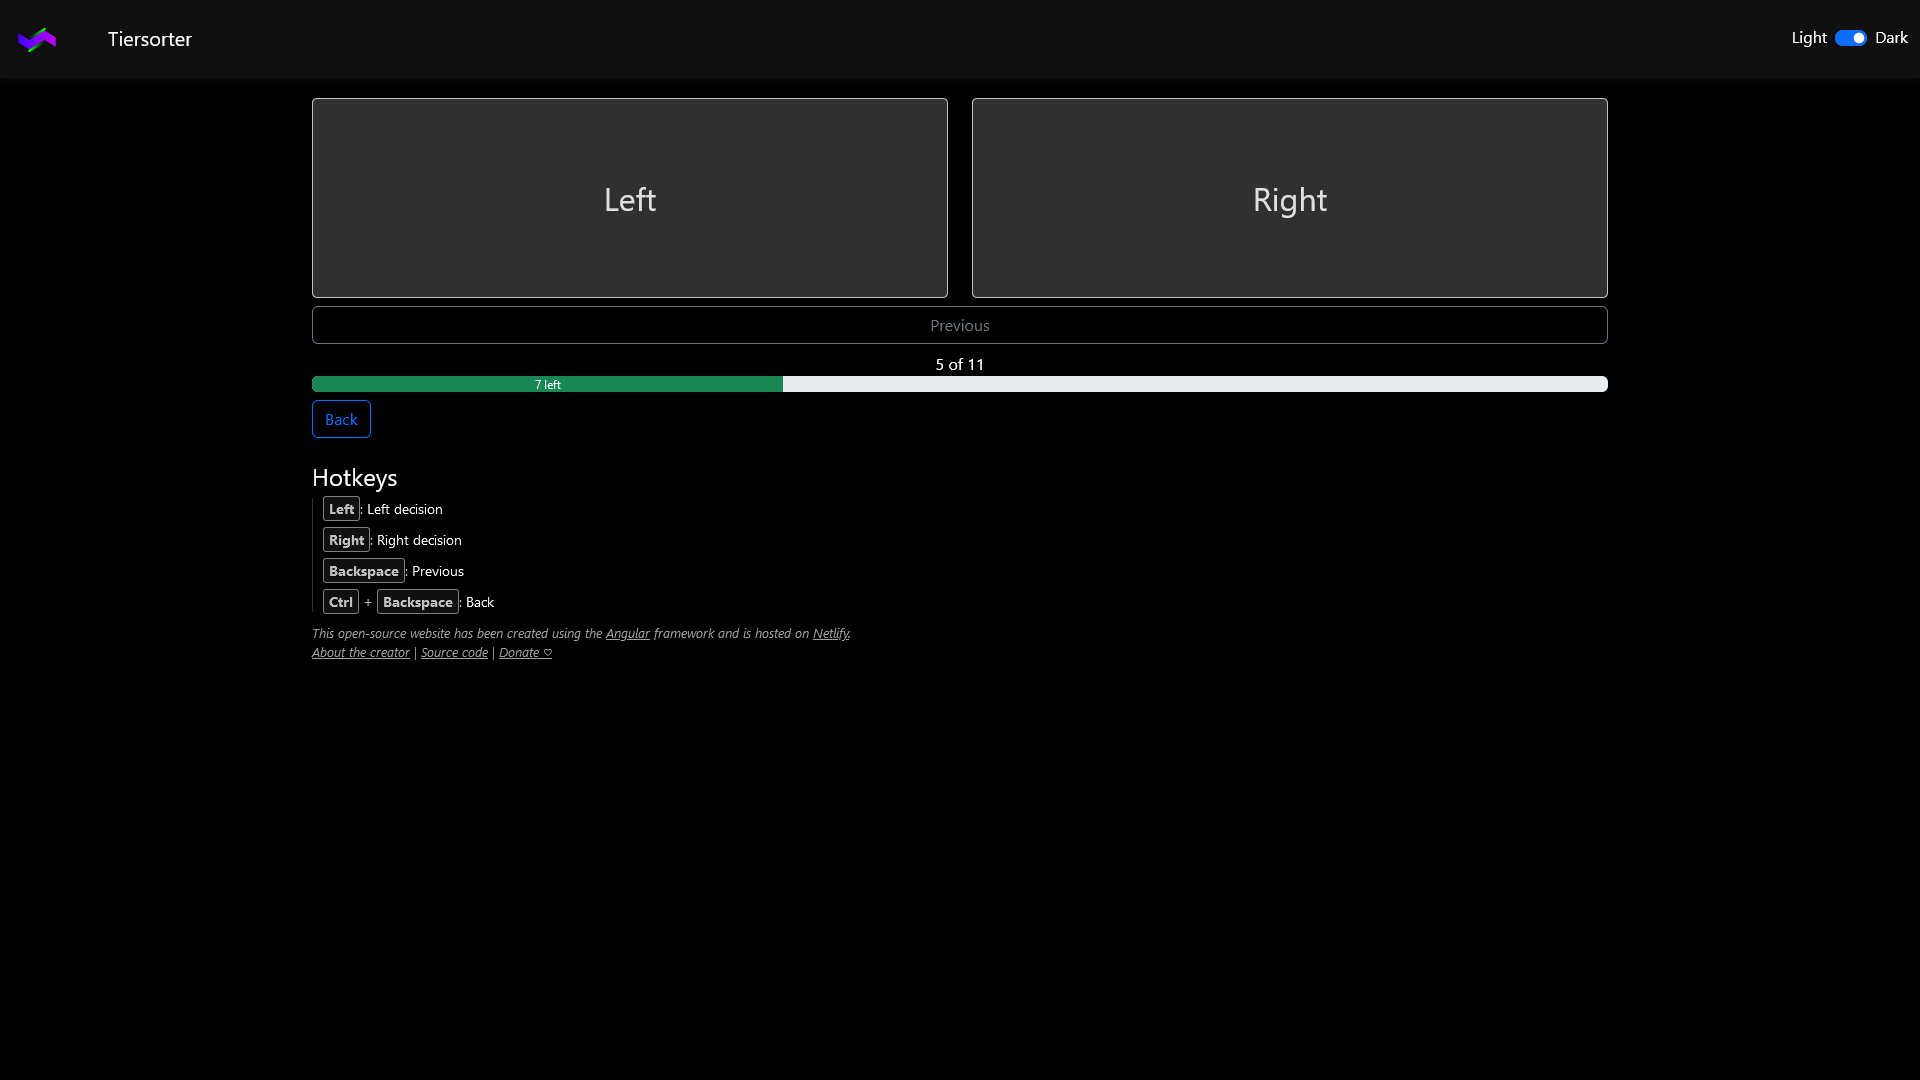 Tiersorter
Light Dark
Left
Right
Previous
5 of 11
7 left
Back
Hotkeys
Left: Left decision
Right: Right decision
Backspace: Previous
Ctrl + Backspace: Back
This open-source website has been created using the Angular framework and is hosted on Netlify.
About the creator | Source code | Donate ♡